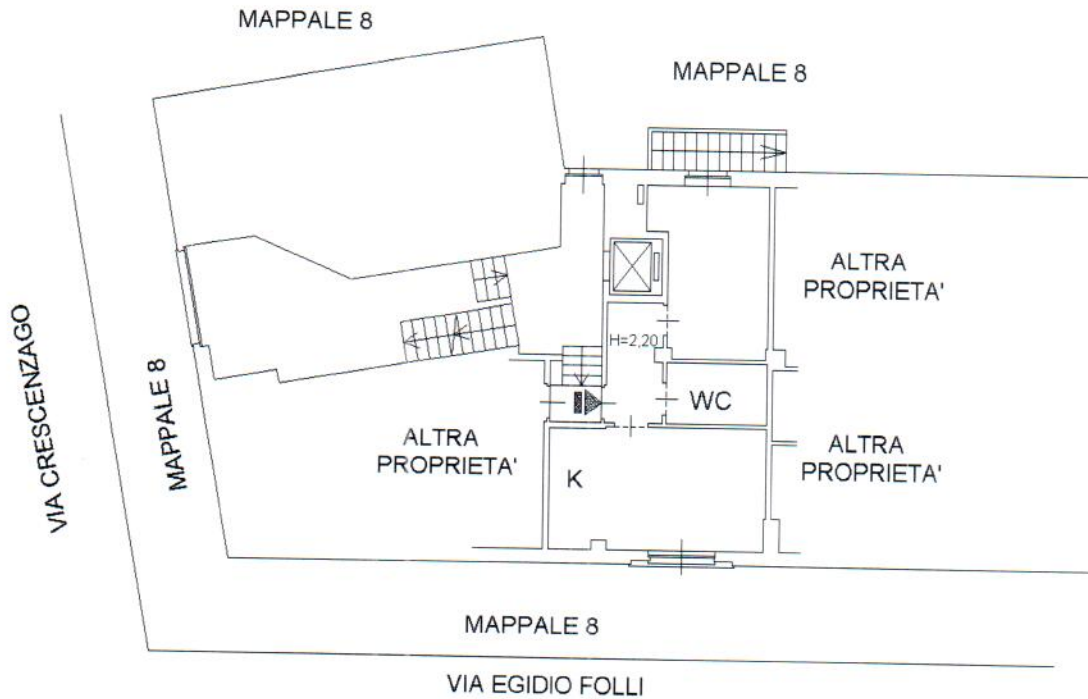 MAPPALE 8
MAPPALE 8
ALTRA
PROPRIETA'
H=2,20
VIA CRESCENZAGO
MAPPALE 8
WC
ALTRA
PROPRIETA'
ALTRA
PROPRIETA'
K
MAPPALE 8
VIA EGIDIO FOLLI